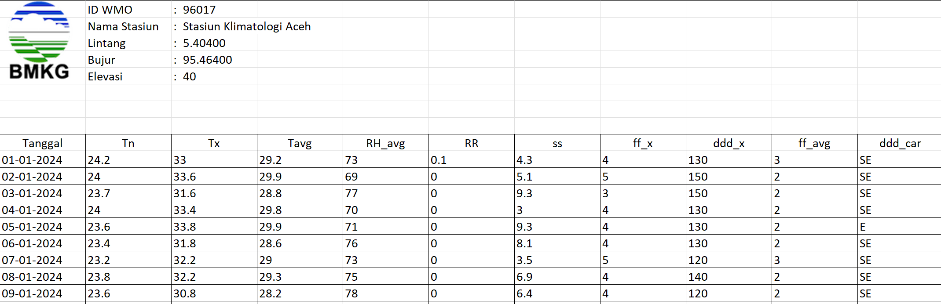 ID WMO : 96017
Nama Stasiun : Stasiun Klimatologi Aceh
Lintang : 5.40400
Bujur : 95.46400
Elevasi : 40
BMKG
Tanggal Tn Tx Tavg RH_avg RR ss ff_x ddd_x ff_avg ddd_car
01-01-2024 24.2 33 29.2 73 0.1 4.3 4 130 3 SE
02-01-2024 24 33.6 29.9 69 0 5.1 5 150 2 SE
03-01-2024 23.7 31.6 28.8 77 0 9.3 3 150 2 SE
04-01-2024 24 33.4 29.8 70 0 3 4 130 2 SE
05-01-2024 23.6 33.8 29.9 71 0 9.3 4 130 2 E
06-01-2024 23.4 31.8 28.6 76 0 8.1 4 130 2 SE
07-01-2024 23.2 32.2 29 73 0 3.5 5 120 3 SE
08-01-2024 23.8 32.2 29.3 75 0 6.9 4 140 2 SE
09-01-2024 23.6 30.8 28.2 78 0 6.4 4 120 2 SE